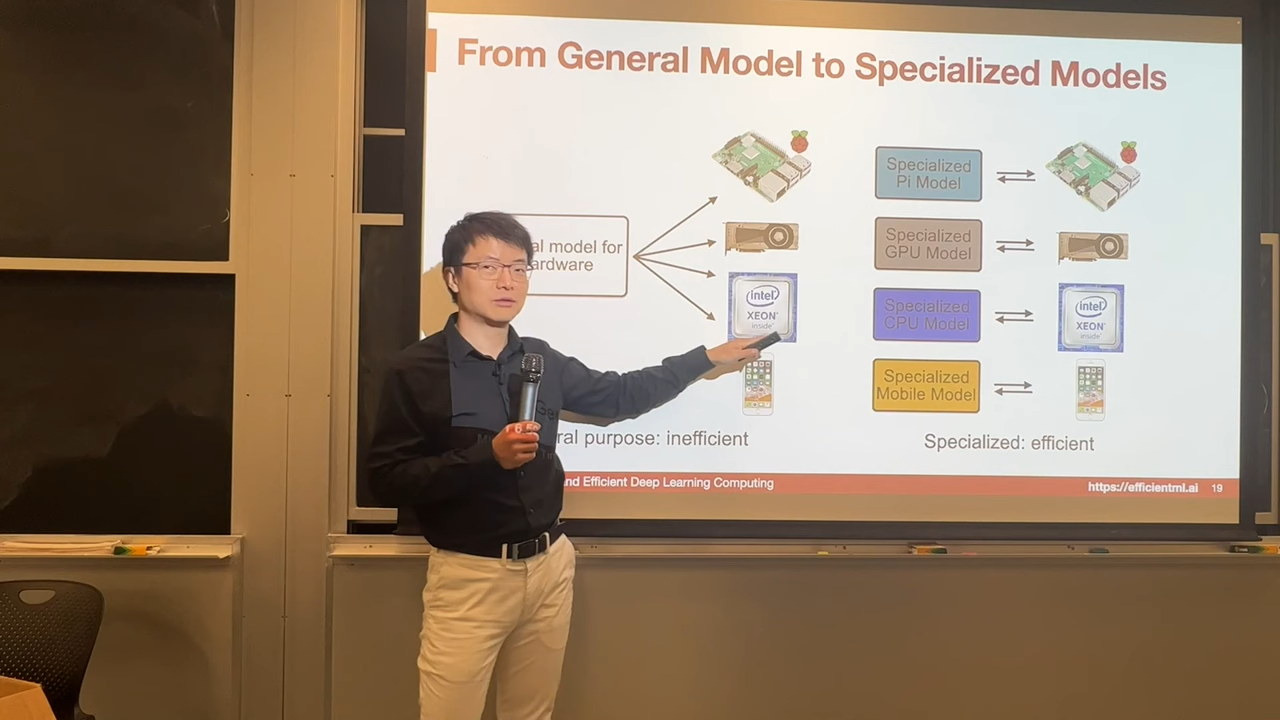 From General Model to Specialized Models
al model for
ardware
intel
XEON
inside
ral purpose: inefficient
Specialized
Pi Model
Specialized
GPU Model
Specialized
CPU Model
Specialized
Mobile Model
intel
XEON
inside
Specialized: efficient
and Efficient Deep Learning Computing
https://efficientml.ai 19